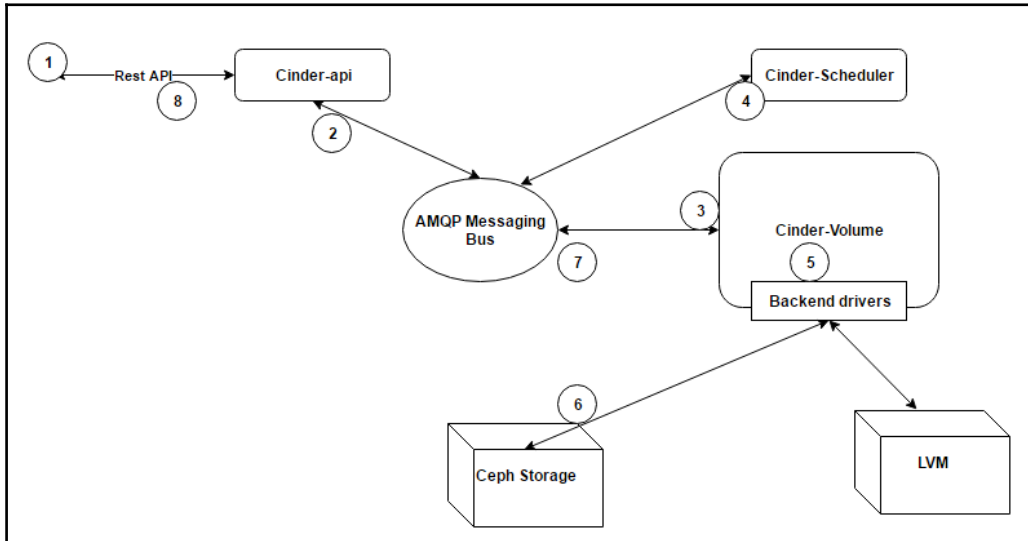 1
Rest API
8
Cinder-api
2
Cinder-Scheduler
4
AMQP Messaging
Bus
3
7
Cinder-Volume
5
Backend drivers
6
Ceph Storage
LVM